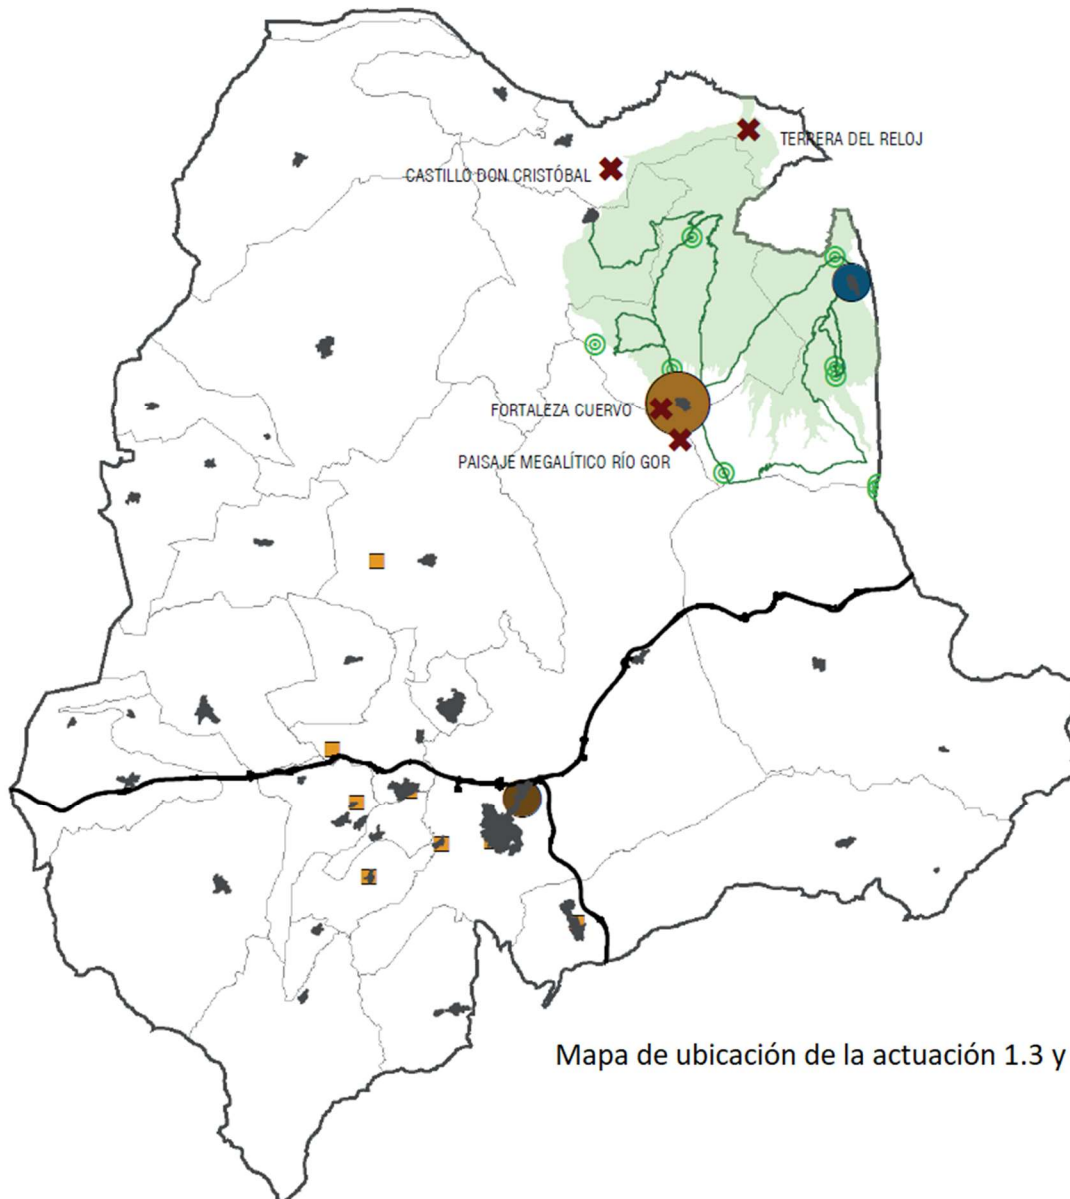 TERRERA DEL RELOJ
CASTILLO DON CRISTÓBAL
FORTALEZA CUERVO
PAISAJE MEGALÍTICO RÍO GOR
Mapa de ubicación de la actuación 1.3 y